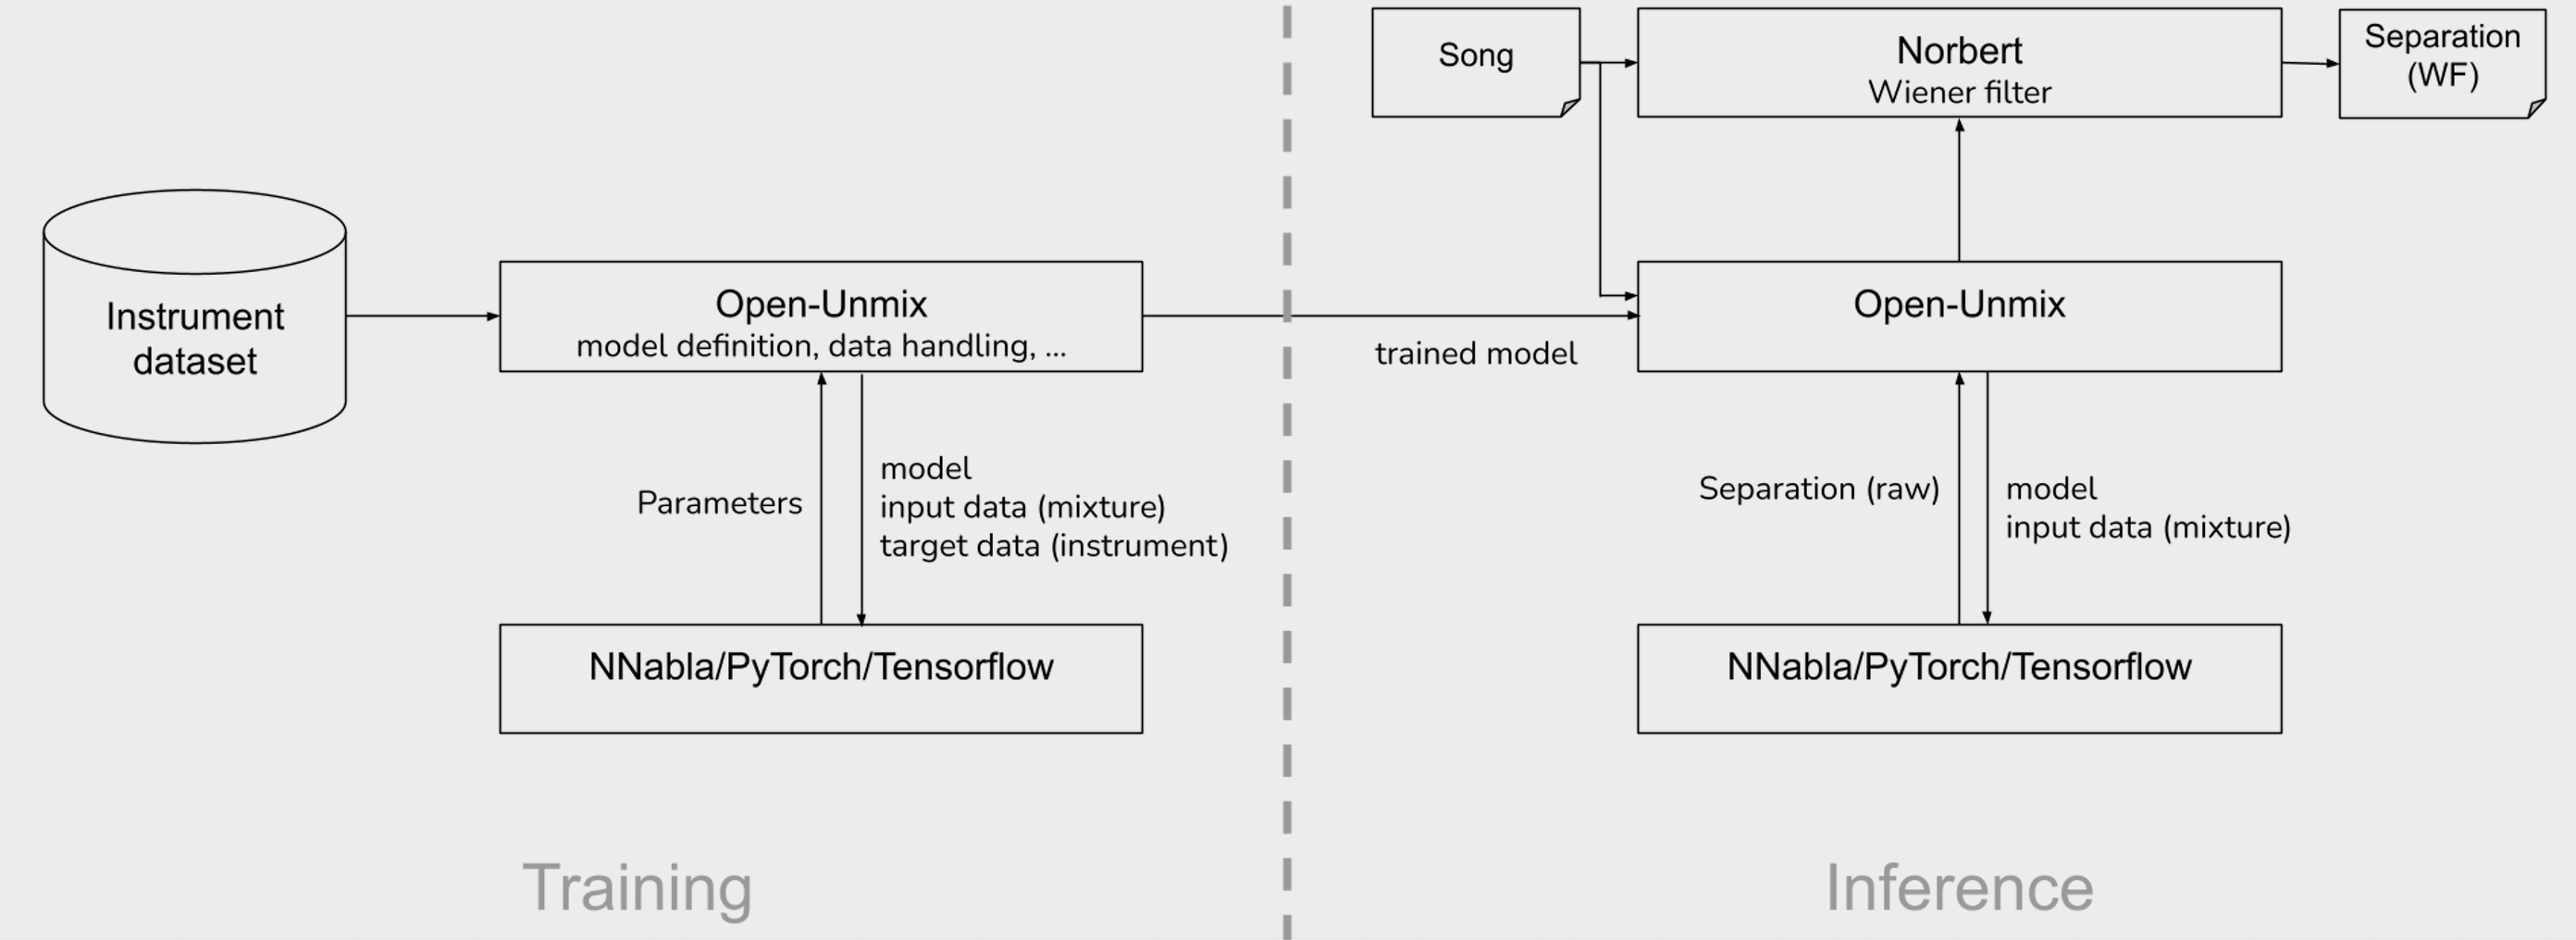 Instrument
dataset
Open-Unmix
model definition, data handling, ...
Parameters
model
input data (mixture)
target data (instrument)
NNabla/PyTorch/Tensorflow
Training
trained model
Song
Norbert
Wiener filter
Separation
(WF)
Open-Unmix
Separation (raw)
model
input data (mixture)
NNabla/PyTorch/Tensorflow
Inference